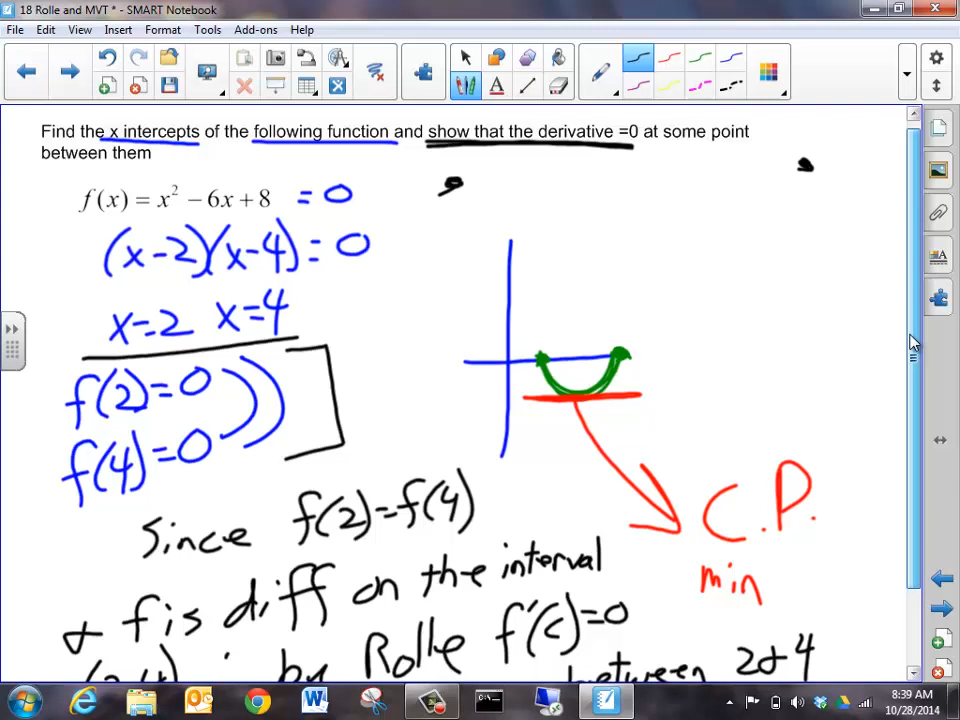 18 Rolle and MVT * - SMART Notebook
File Edit View Insert Format Tools Add-ons Help
Find the x intercepts of the following function and show that the derivative =0 at some point
between them
f(x) = x² − 6x + 8 = 0
(x-2)(x-4) = 0
x=2 x=4
f(2)=0
f(4)=0
C.P.
min
Since f(2)=f(4)
& f is diff on the interval
by Rolle f'(c)=0
between 2 & 4
8:39 AM
10/28/2014